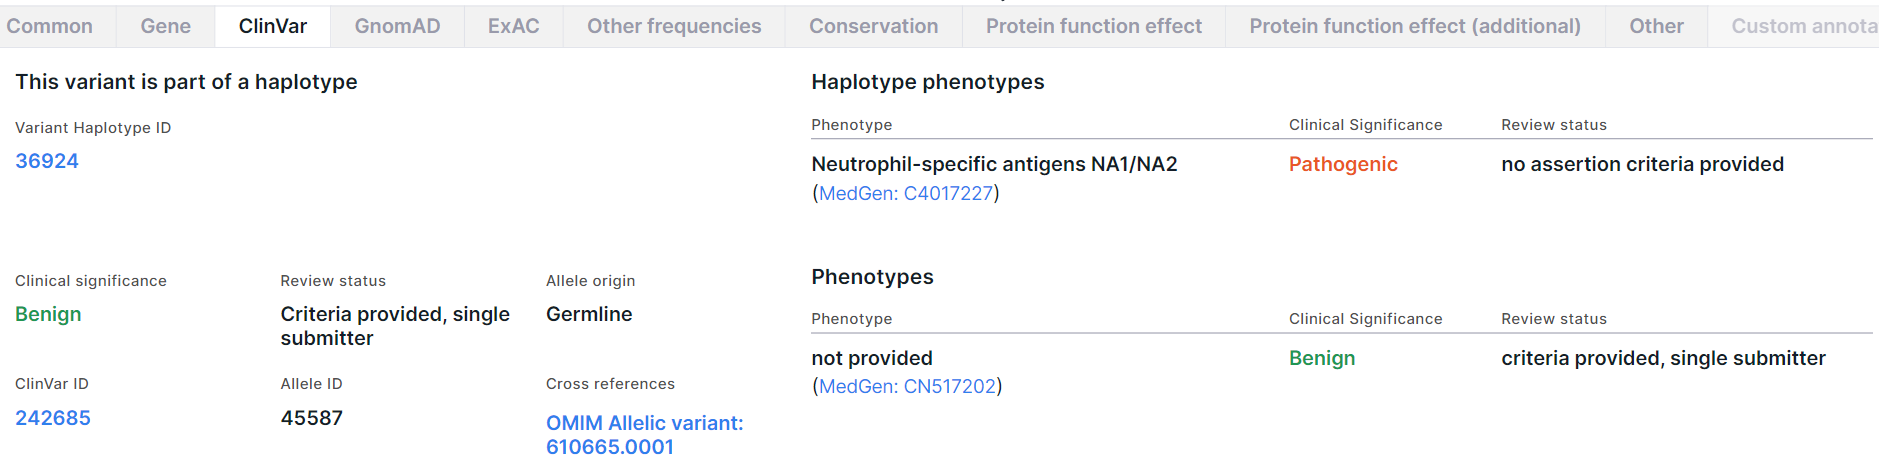 Common Gene ClinVar GnomAD ExAC Other frequencies Conservation Protein function effect Protein function effect (additional) Other Custom annota
This variant is part of a haplotype
Variant Haplotype ID
36924
Haplotype phenotypes
Phenotype Clinical Significance Review status
Neutrophil-specific antigens NA1/NA2 Pathogenic no assertion criteria provided
(MedGen: C4017227)
Clinical significance Review status Allele origin
Benign Criteria provided, single Germline
submitter
ClinVar ID Allele ID Cross references
242685 45587 OMIM Allelic variant:
610665.0001
Phenotypes
Phenotype Clinical Significance Review status
not provided Benign criteria provided, single submitter
(MedGen: CN517202)